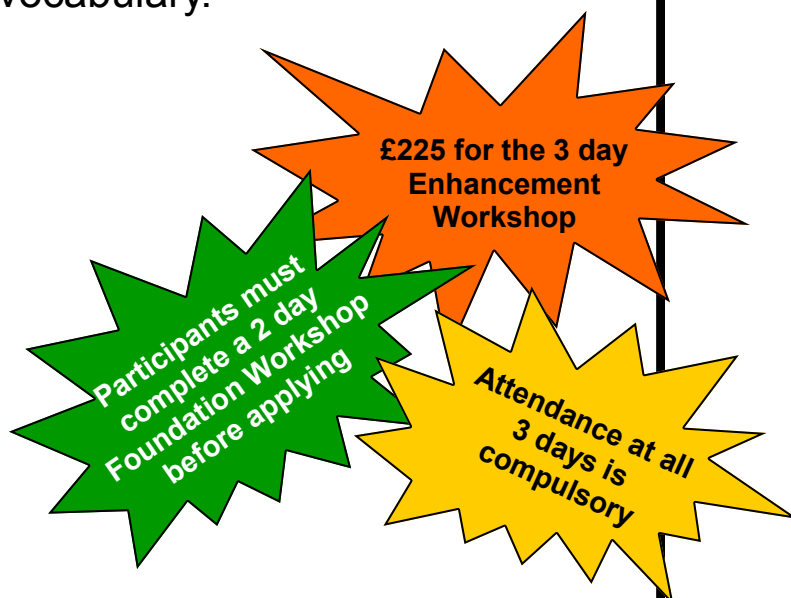 vocabulary.
£225 for the 3 day
Enhancement
Workshop
Participants must
complete a 2 day
Foundation Workshop
before applying
Attendance at all
3 days is
compulsory